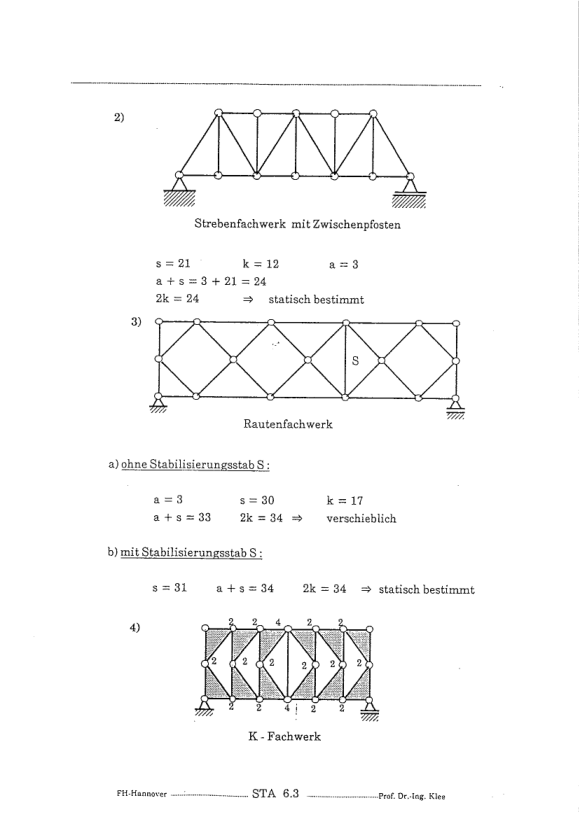 2)
Strebenfachwerk mit Zwischenpfosten
s = 21 k = 12 a = 3
a + s = 3 + 21 = 24
2k = 24 ⇒ statisch bestimmt
3)
S
Rautenfachwerk
a) ohne Stabilisierungsstab S :
a = 3 s = 30 k = 17
a + s = 33 2k = 34 ⇒ verschieblich
b) mit Stabilisierungsstab S :
s = 31 a + s = 34 2k = 34 ⇒ statisch bestimmt
4)
2 2 4 2 2
2 2 2 2 2 2
2 2 4 2 2
K - Fachwerk
FH-Hannover STA 6.3 Prof. Dr.-Ing. Klee